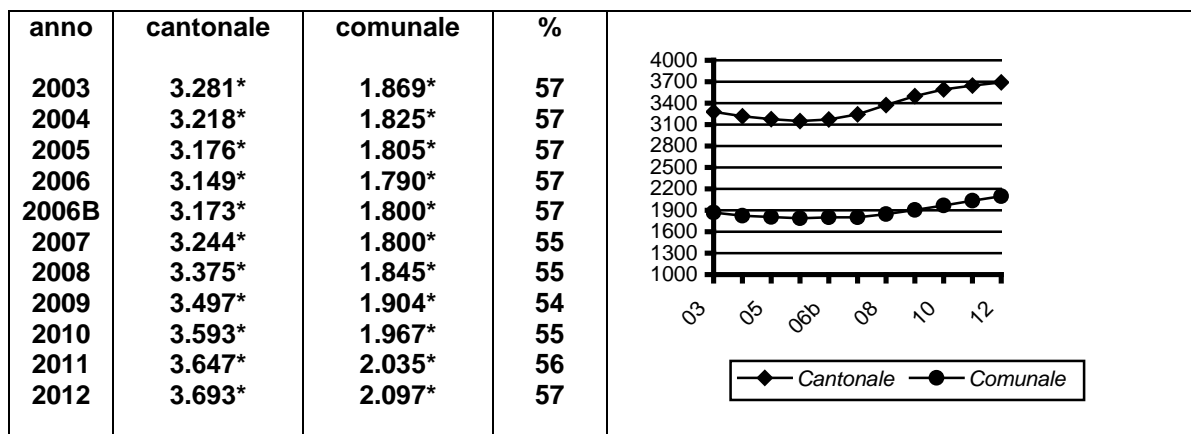 anno cantonale comunale %
2003 3.281* 1.869* 57
2004 3.218* 1.825* 57
2005 3.176* 1.805* 57
2006 3.149* 1.790* 57
2006B 3.173* 1.800* 57
2007 3.244* 1.800* 55
2008 3.375* 1.845* 55
2009 3.497* 1.904* 54
2010 3.593* 1.967* 55
2011 3.647* 2.035* 56
2012 3.693* 2.097* 57
4000
3700
3400
3100
2800
2500
2200
1900
1600
1300
1000
03 05 06b 08 10 12
Cantonale Comunale